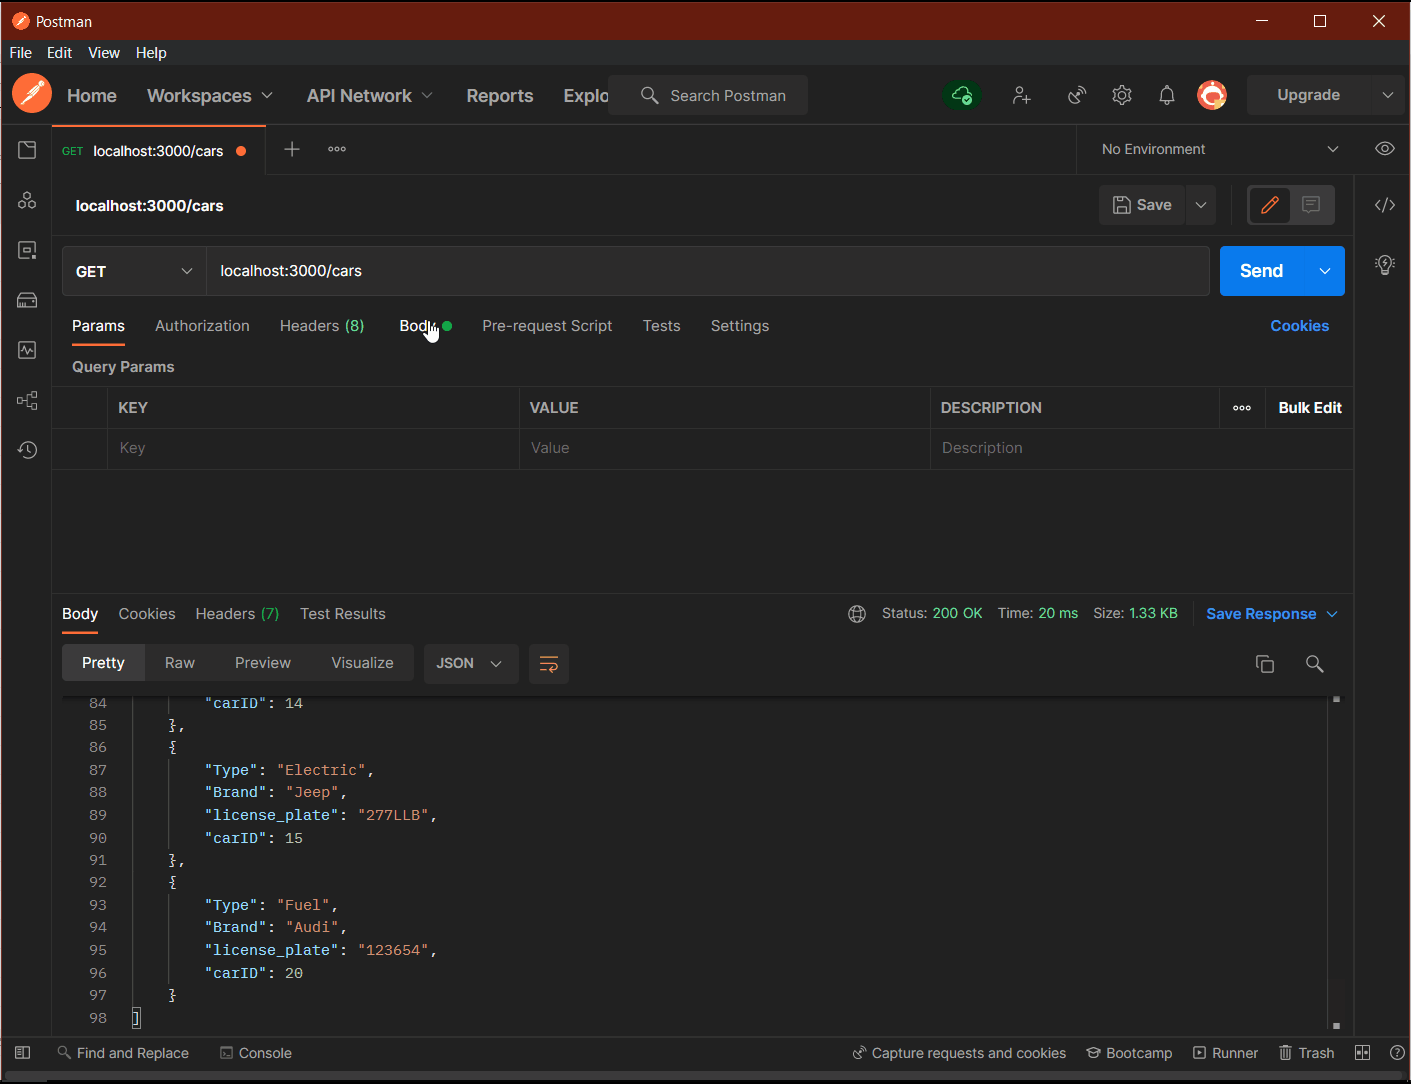 Postman
File Edit View Help
Home Workspaces API Network Reports Explo Search Postman Upgrade
GET localhost:3000/cars No Environment
localhost:3000/cars Save
GET localhost:3000/cars Send
Params Authorization Headers (8) Body Pre-request Script Tests Settings Cookies
Query Params
KEY VALUE DESCRIPTION Bulk Edit
Key Value Description
Body Cookies Headers (7) Test Results Status: 200 OK Time: 20 ms Size: 1.33 KB Save Response
Pretty Raw Preview Visualize JSON
84 "carID": 14
85 },
86 {
87 "Type": "Electric",
88 "Brand": "Jeep",
89 "license_plate": "277LLB",
90 "carID": 15
91 },
92 {
93 "Type": "Fuel",
94 "Brand": "Audi",
95 "license_plate": "123654",
96 "carID": 20
97 }
98 ]
Find and Replace Console Capture requests and cookies Bootcamp Runner Trash